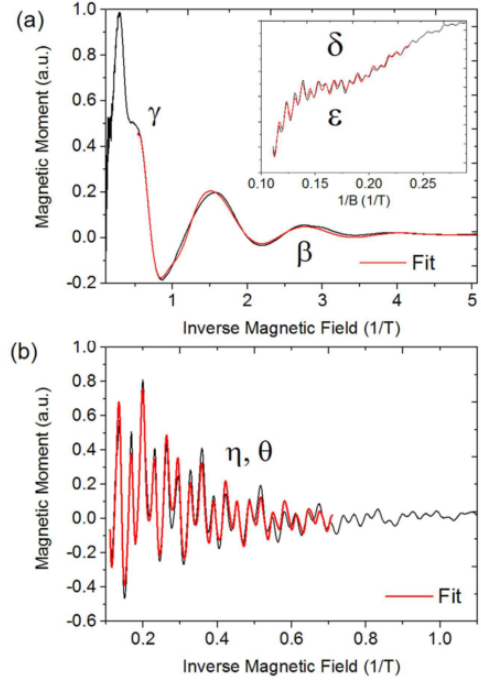 (a)
Magnetic Moment (a.u.)
1.0
0.8
0.6
0.4
0.2
0.0
-0.2
γ
β
δ
ε
0.10 0.15 0.20 0.25
1/B (1/T)
Fit
1 2 3 4 5
Inverse Magnetic Field (1/T)
(b)
Magnetic Moment (a.u.)
1.0
0.8
0.6
0.4
0.2
0.0
-0.2
-0.4
-0.6
η, θ
Fit
0.2 0.4 0.6 0.8 1.0
Inverse Magnetic Field (1/T)